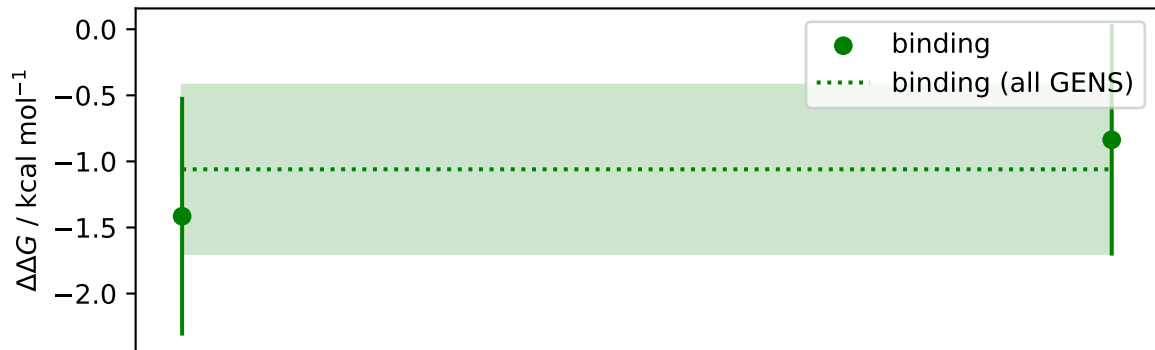 0.0
−0.5
−1.0
−1.5
−2.0
ΔΔG / kcal mol⁻¹
binding
binding (all GENS)